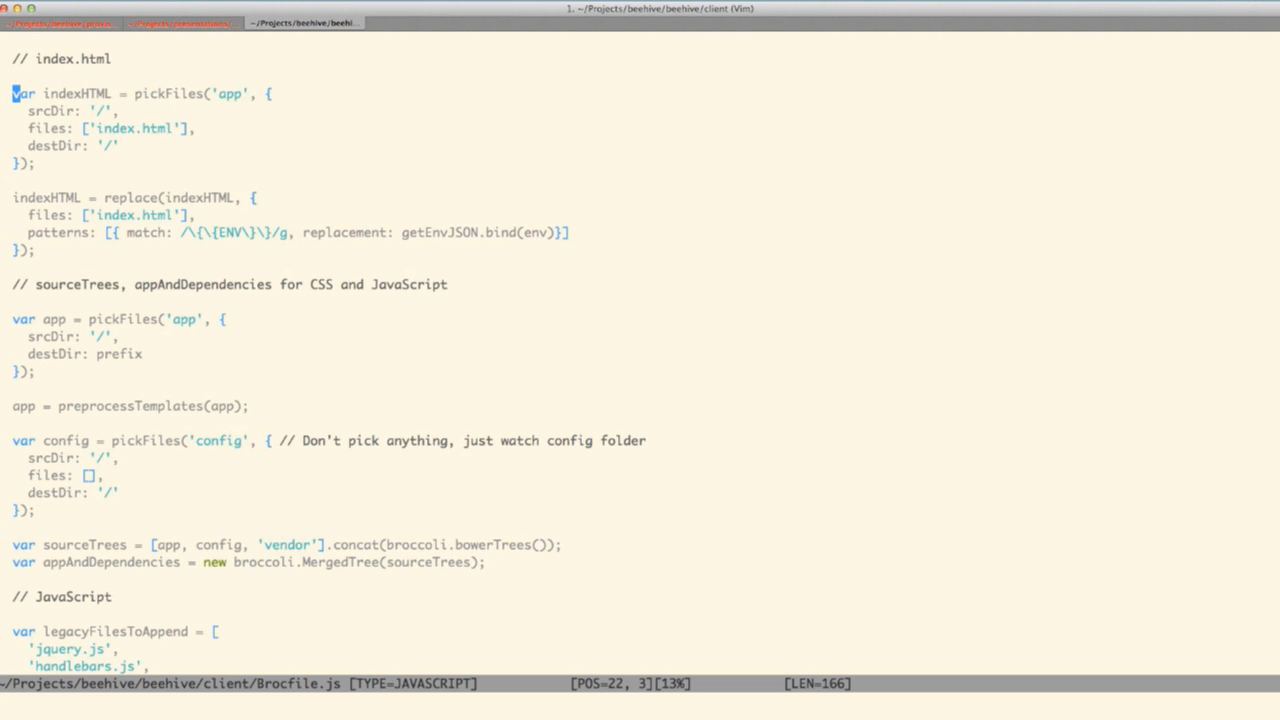 1. ~/Projects/beehive/beehive/client (Vim)
~/Projects/beehive/beehi...
// index.html
var indexHTML = pickFiles('app', {
  srcDir: '/',
  files: ['index.html'],
  destDir: '/'
});
indexHTML = replace(indexHTML, {
  files: ['index.html'],
  patterns: [{ match: /\{\{ENV\}\}/g, replacement: getEnvJSON.bind(env)}]
});
// sourceTrees, appAndDependencies for CSS and JavaScript
var app = pickFiles('app', {
  srcDir: '/',
  destDir: prefix
});
app = preprocessTemplates(app);
var config = pickFiles('config', { // Don't pick anything, just watch config folder
  srcDir: '/',
  files: [],
  destDir: '/'
});
var sourceTrees = [app, config, 'vendor'].concat(broccoli.bowerTrees());
var appAndDependencies = new broccoli.MergedTree(sourceTrees);
// JavaScript
var legacyFilesToAppend = [
  'jquery.js',
  'handlebars.js',
~/Projects/beehive/beehive/client/Brocfile.js [TYPE=JAVASCRIPT] [POS=22, 3][13%] [LEN=166]